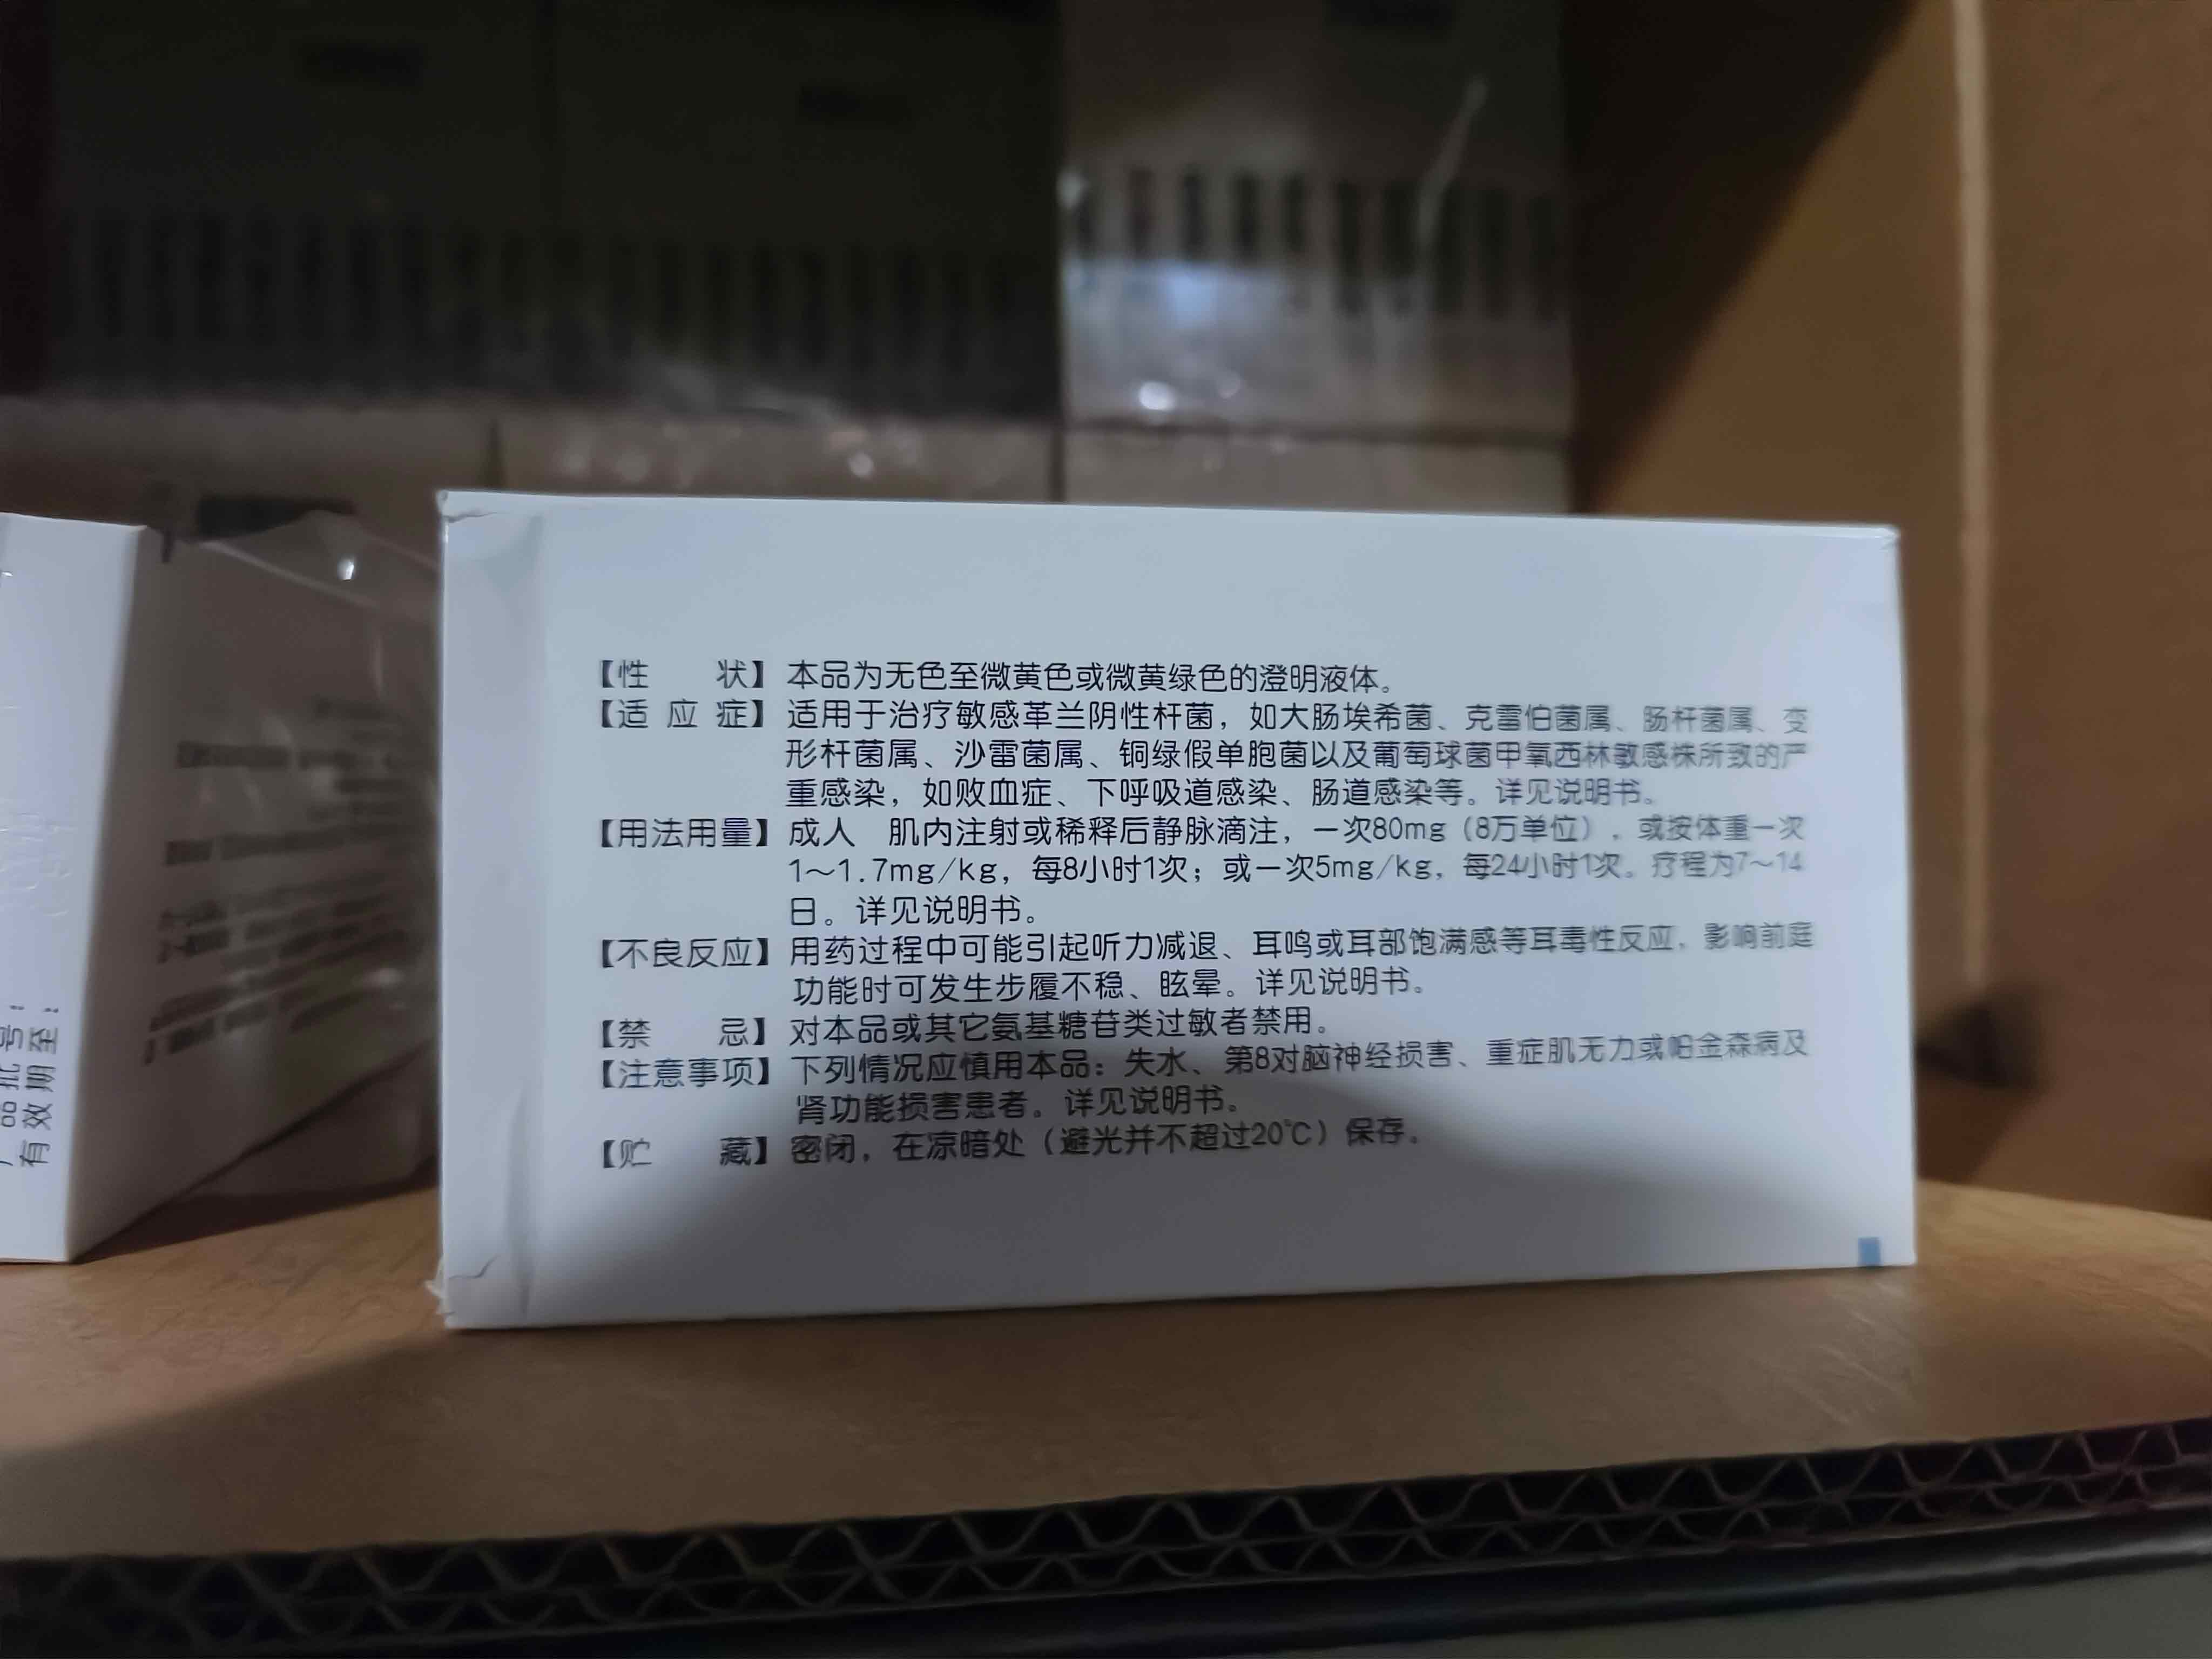 【性 状】本品为无色至微黄色或微黄绿色的澄明液体。
【适 应 症】适用于治疗敏感革兰阴性杆菌，如大肠埃希菌、克雷伯菌属、肠杆菌属、变
形杆菌属、沙雷菌属、铜绿假单胞菌以及葡萄球菌甲氧西林敏感株所致的严
重感染，如败血症、下呼吸道感染、肠道感染等。详见说明书。
【用法用量】成人 肌内注射或稀释后静脉滴注，一次80mg（8万单位），或按体重一次
1～1.7mg/kg，每8小时1次；或一次5mg/kg，每24小时1次。疗程为7～14
日。详见说明书。
【不良反应】用药过程中可能引起听力减退、耳鸣或耳部饱满感等耳毒性反应，影响前庭
功能时可发生步履不稳、眩晕。详见说明书。
【禁 忌】对本品或其它氨基糖苷类过敏者禁用。
【注意事项】下列情况应慎用本品：失水、第8对脑神经损害、重症肌无力或帕金森病及
肾功能损害患者。详见说明书。
【贮 藏】密闭，在凉暗处（避光并不超过20℃）保存。
品批号：
有效期至：